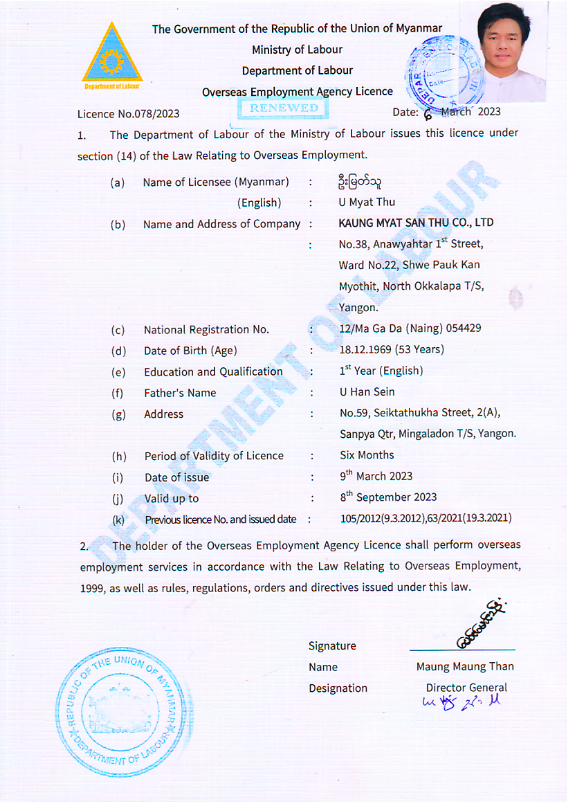 The Government of the Republic of the Union of Myanmar
Ministry of Labour
Department of Labour
Overseas Employment Agency Licence
Department of Labour
RENEWED
Licence No.078/2023
Date: 6 March 2023
1. The Department of Labour of the Ministry of Labour issues this licence under
section (14) of the Law Relating to Overseas Employment.
(a) Name of Licensee (Myanmar) : ဦးမြတ်သူ
(English) : U Myat Thu
(b) Name and Address of Company : KAUNG MYAT SAN THU CO., LTD
: No.38, Anawyahtar 1st Street,
Ward No.22, Shwe Pauk Kan
Myothit, North Okkalapa T/S,
Yangon.
(c) National Registration No. : 12/Ma Ga Da (Naing) 054429
(d) Date of Birth (Age) : 18.12.1969 (53 Years)
(e) Education and Qualification : 1st Year (English)
(f) Father's Name : U Han Sein
(g) Address : No.59, Seiktathukha Street, 2(A),
Sanpya Qtr, Mingaladon T/S, Yangon.
(h) Period of Validity of Licence : Six Months
(i) Date of issue : 9th March 2023
(j) Valid up to : 8th September 2023
(k) Previous licence No. and issued date : 105/2012(9.3.2012),63/2021(19.3.2021)
DEPARTMENT OF LABOUR
2. The holder of the Overseas Employment Agency Licence shall perform overseas
employment services in accordance with the Law Relating to Overseas Employment,
1999, as well as rules, regulations, orders and directives issued under this law.
Signature
Name Maung Maung Than
Designation Director General
REPUBLIC OF THE UNION OF MYANMAR
DEPARTMENT OF LABOUR